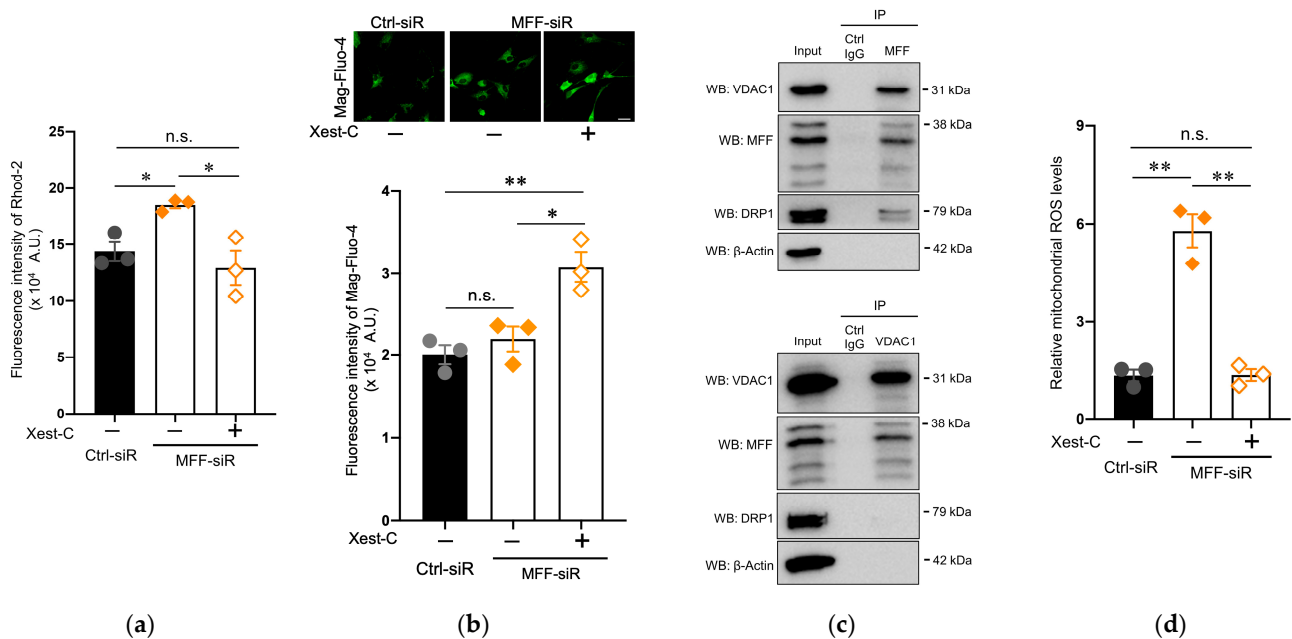 Fluorescence intensity of Rhod-2
(x 10⁴ A.U.)
25
20
15
10
5
0
n.s.
*
*
Xest-C
– – +
Ctrl-siR
MFF-siR
(a)
Ctrl-siR
MFF-siR
Mag-Fluo-4
Xest-C
– – +
Fluorescence intensity of Mag-Fluo-4
(x 10⁴ A.U.)
4
3
2
1
0
**
*
n.s.
Xest-C
– – +
Ctrl-siR
MFF-siR
(b)
IP
Input
Ctrl
IgG
MFF
WB: VDAC1
31 kDa
38 kDa
WB: MFF
WB: DRP1
79 kDa
WB: β-Actin
42 kDa
IP
Input
Ctrl
IgG
VDAC1
WB: VDAC1
31 kDa
38 kDa
WB: MFF
79 kDa
WB: DRP1
WB: β-Actin
42 kDa
(c)
Relative mitochondrial ROS levels
9
6
3
0
n.s.
**
**
Xest-C
– – +
Ctrl-siR
MFF-siR
(d)